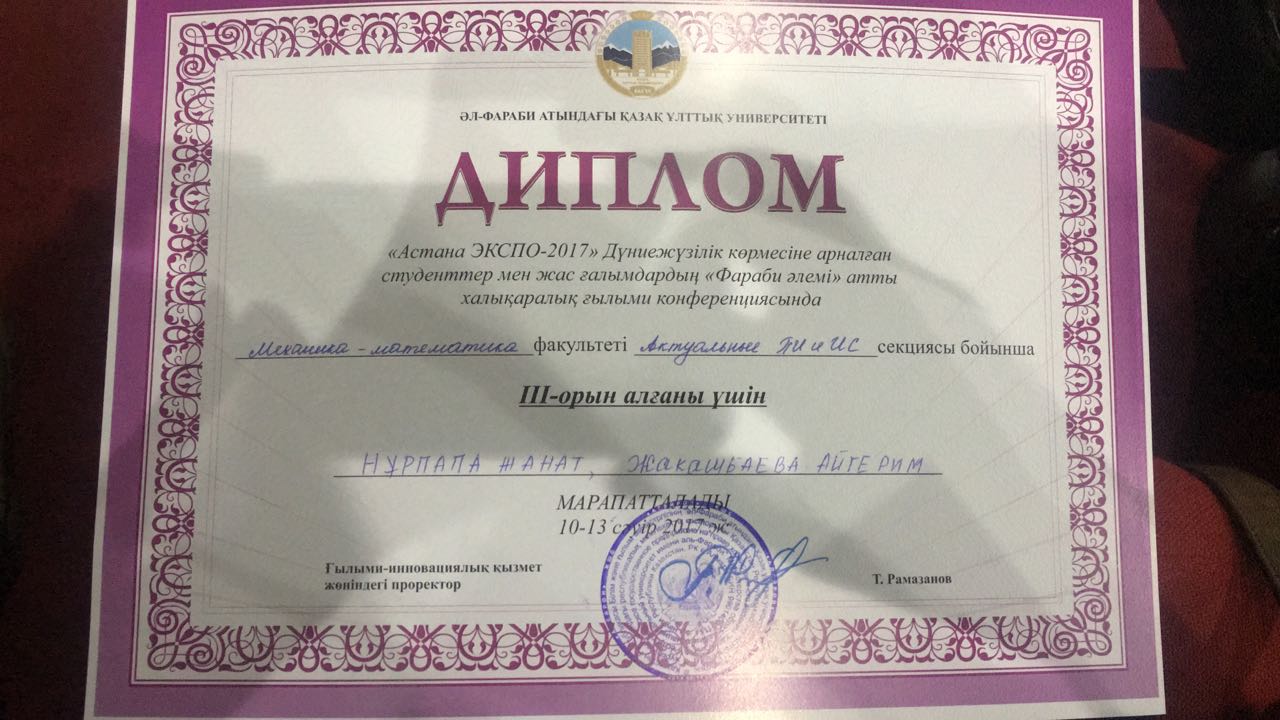 ӘЛ-ФАРАБИ АТЫНДАҒЫ ҚАЗАҚ ҰЛТТЫҚ УНИВЕРСИТЕТІ
ДИПЛОМ
«Астана ЭКСПО-2017» Дүниежүзілік көрмесіне арналған
студенттер мен жас ғалымдардың «Фараби әлемі» атты
халықаралық ғылыми конференциясында
Механика-математика факультеті Актуальные ПИ и ИС секциясы бойынша
III-орын алғаны үшін
НҰРПАПА ЖАНАТ, ЖАКАШБАЕВА АЙГЕРИМ
МАРАПАТТАЛАДЫ
10-13 сәуір 2017 ж
Ғылыми-инновациялық қызмет
жөніндегі проректор
Т. Рамазанов